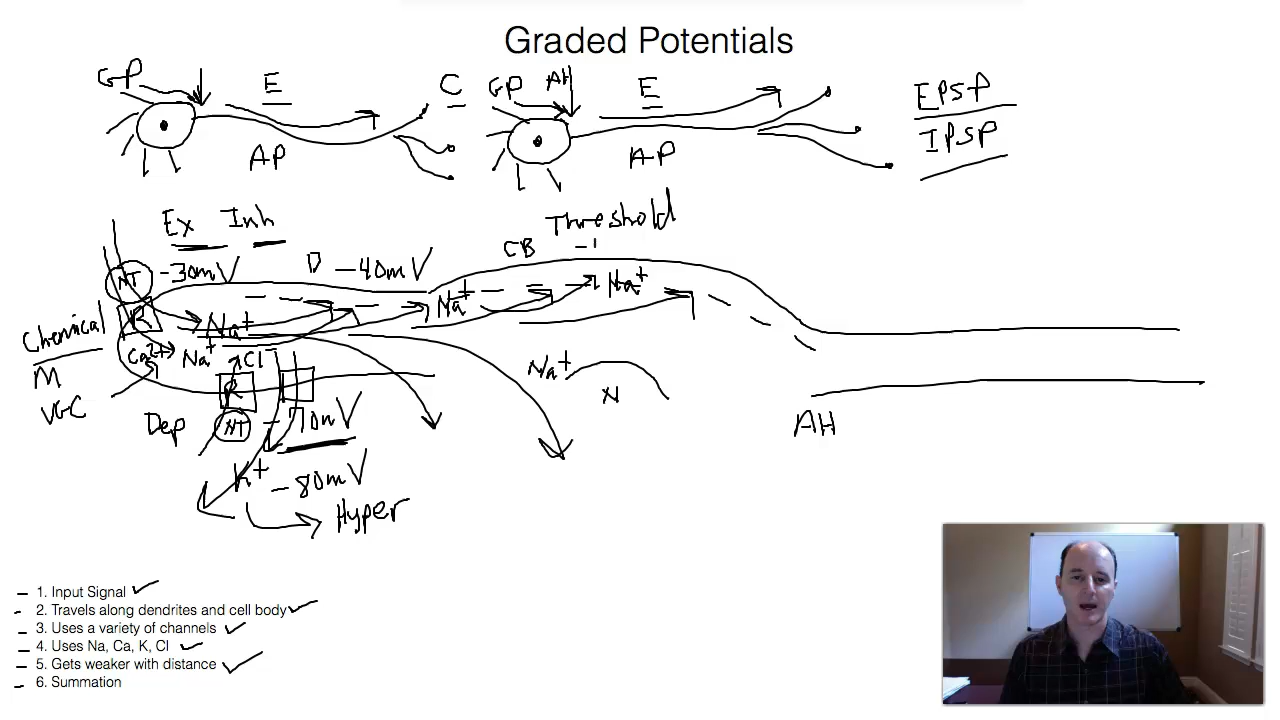 Graded Potentials
GP E C GP AH E EPSP
AP AP IPSP
Ex Inh Threshold
NT -30mV D -40mV CB
R Na+ Na+ Na+
Chemical Ca2+ Na+ Cl-
M Na+
VGC R
Dep NT -70mV AH
K+ -80mV
Hyper
1. Input Signal
2. Travels along dendrites and cell body
3. Uses a variety of channels
4. Uses Na, Ca, K, Cl
5. Gets weaker with distance
6. Summation